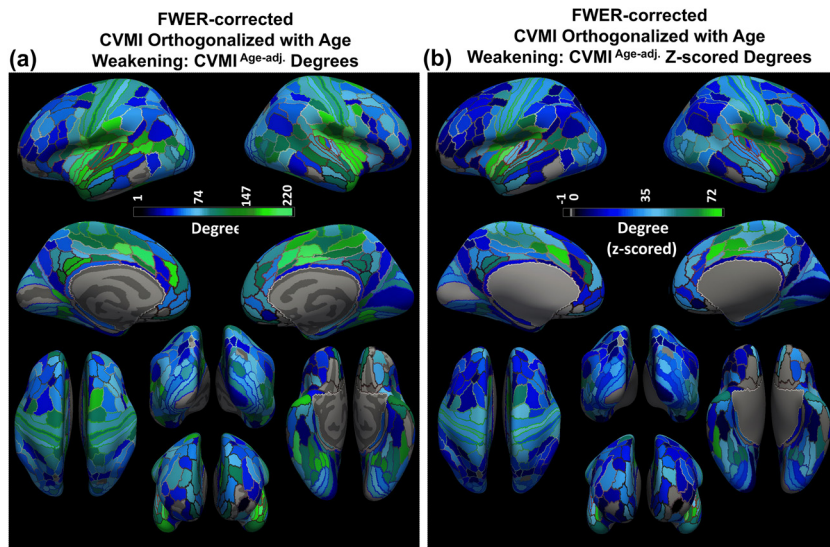 FWER-corrected
CVMI Orthogonalized with Age
(a) Weakening: CVMI Age-adj. Degrees
1 74 147 220
Degree
FWER-corrected
CVMI Orthogonalized with Age
(b) Weakening: CVMI Age-adj. Z-scored Degrees
-1 0 35 72
Degree
(z-scored)